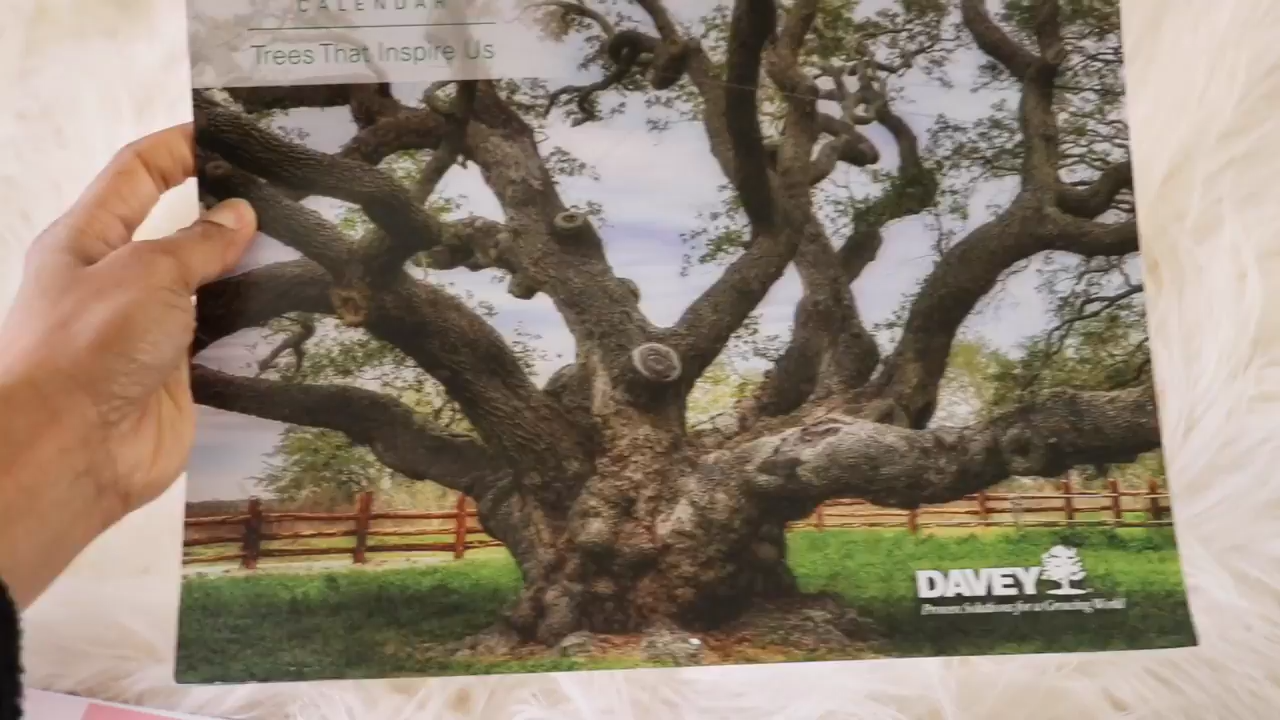 CALENDAR
Trees That Inspire Us
DAVEY
Proven Solutions for a Growing World